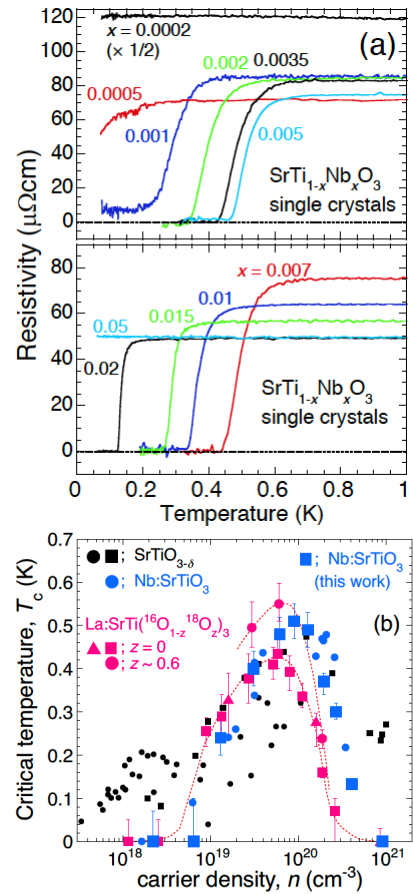 120
100
80
60
40
20
0
x = 0.0002
(× 1/2)
(a)
0.002
0.0035
0.0005
0.001
0.005
SrTi1-xNbxO3
single crystals
Resistivity (μΩcm)
80
60
40
20
0
x = 0.007
0.01
0.015
0.05
0.02
SrTi1-xNbxO3
single crystals
0 0.2 0.4 0.6 0.8 1
Temperature (K)
0.7
0.6
0.5
0.4
0.3
0.2
0.1
0
Critical temperature, Tc (K)
; SrTiO3-δ
; Nb:SrTiO3
; Nb:SrTiO3
(this work)
La:SrTi(16O1-z18Oz)3
; z = 0
; z ~ 0.6
(b)
10^18 10^19 10^20 10^21
carrier density, n (cm^-3)